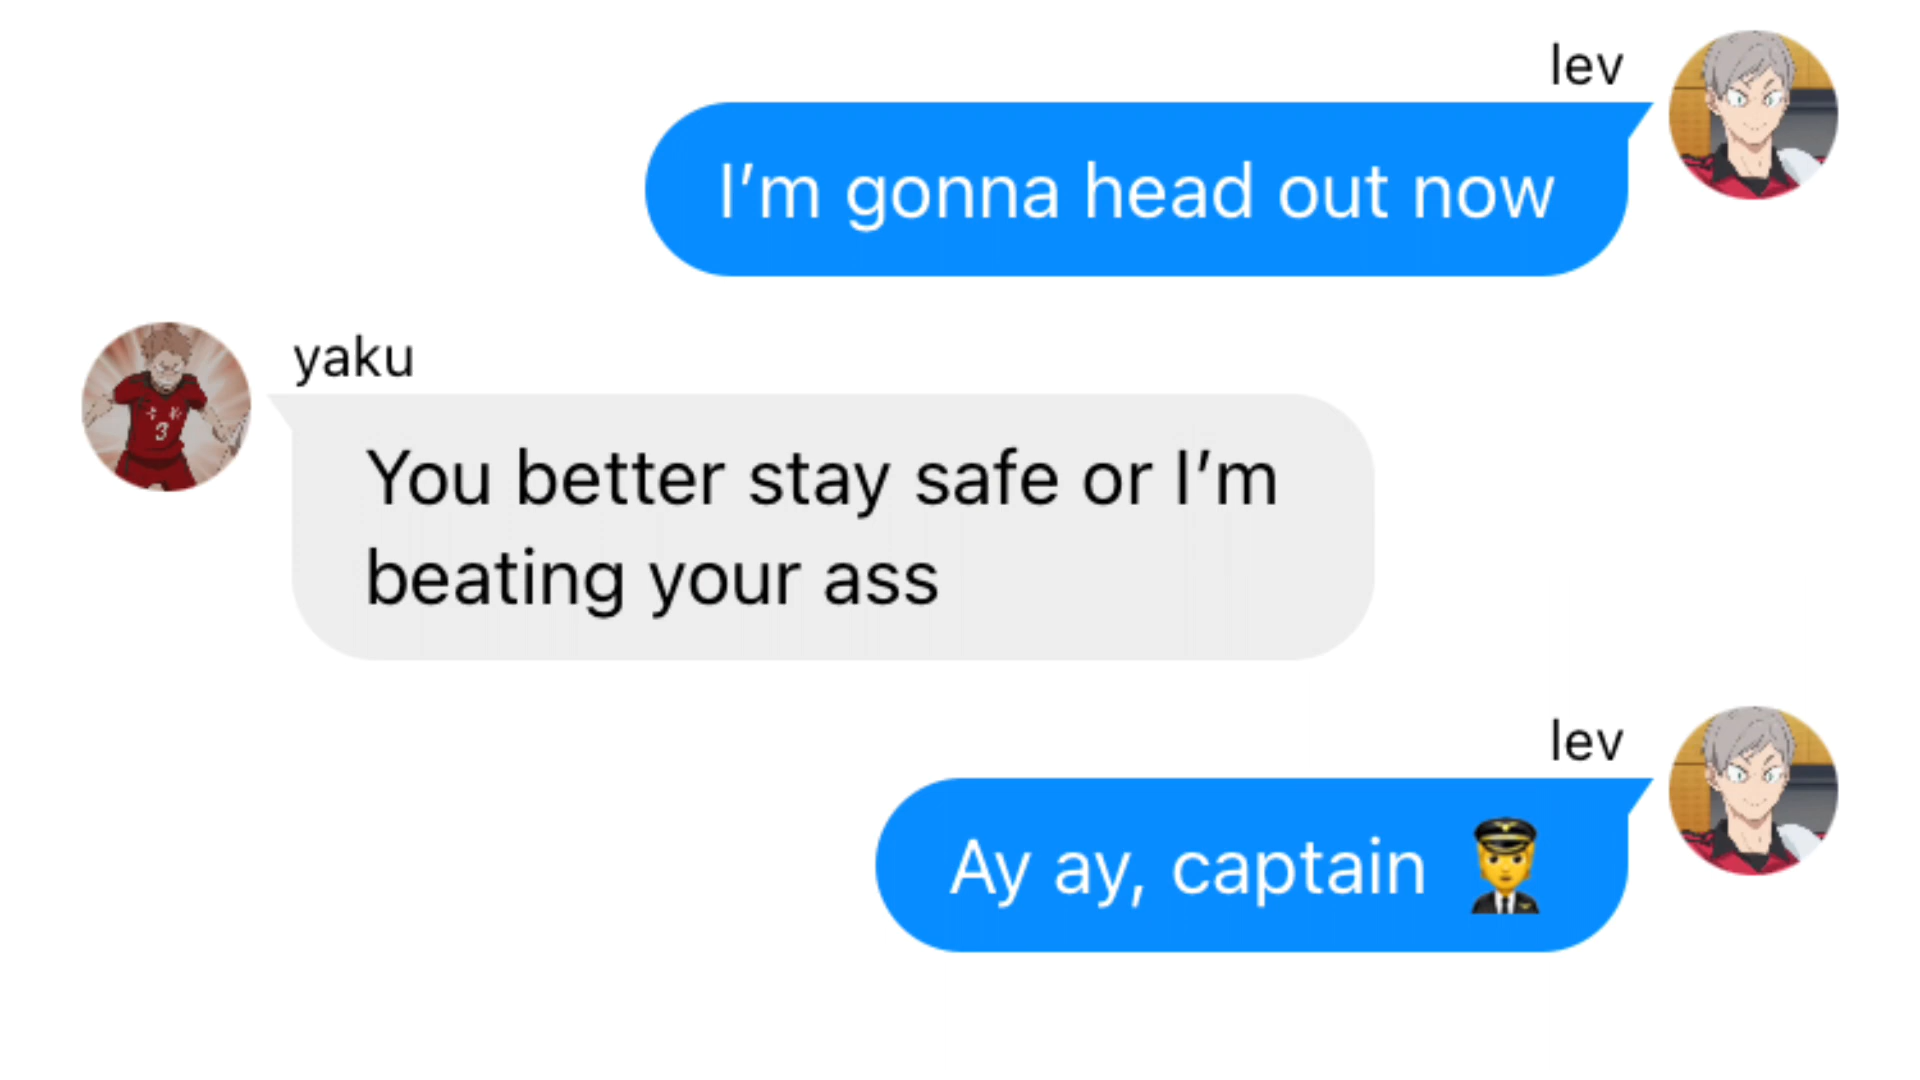 lev
I’m gonna head out now
yaku
You better stay safe or I’m
beating your ass
lev
Ay ay, captain 👨‍✈️